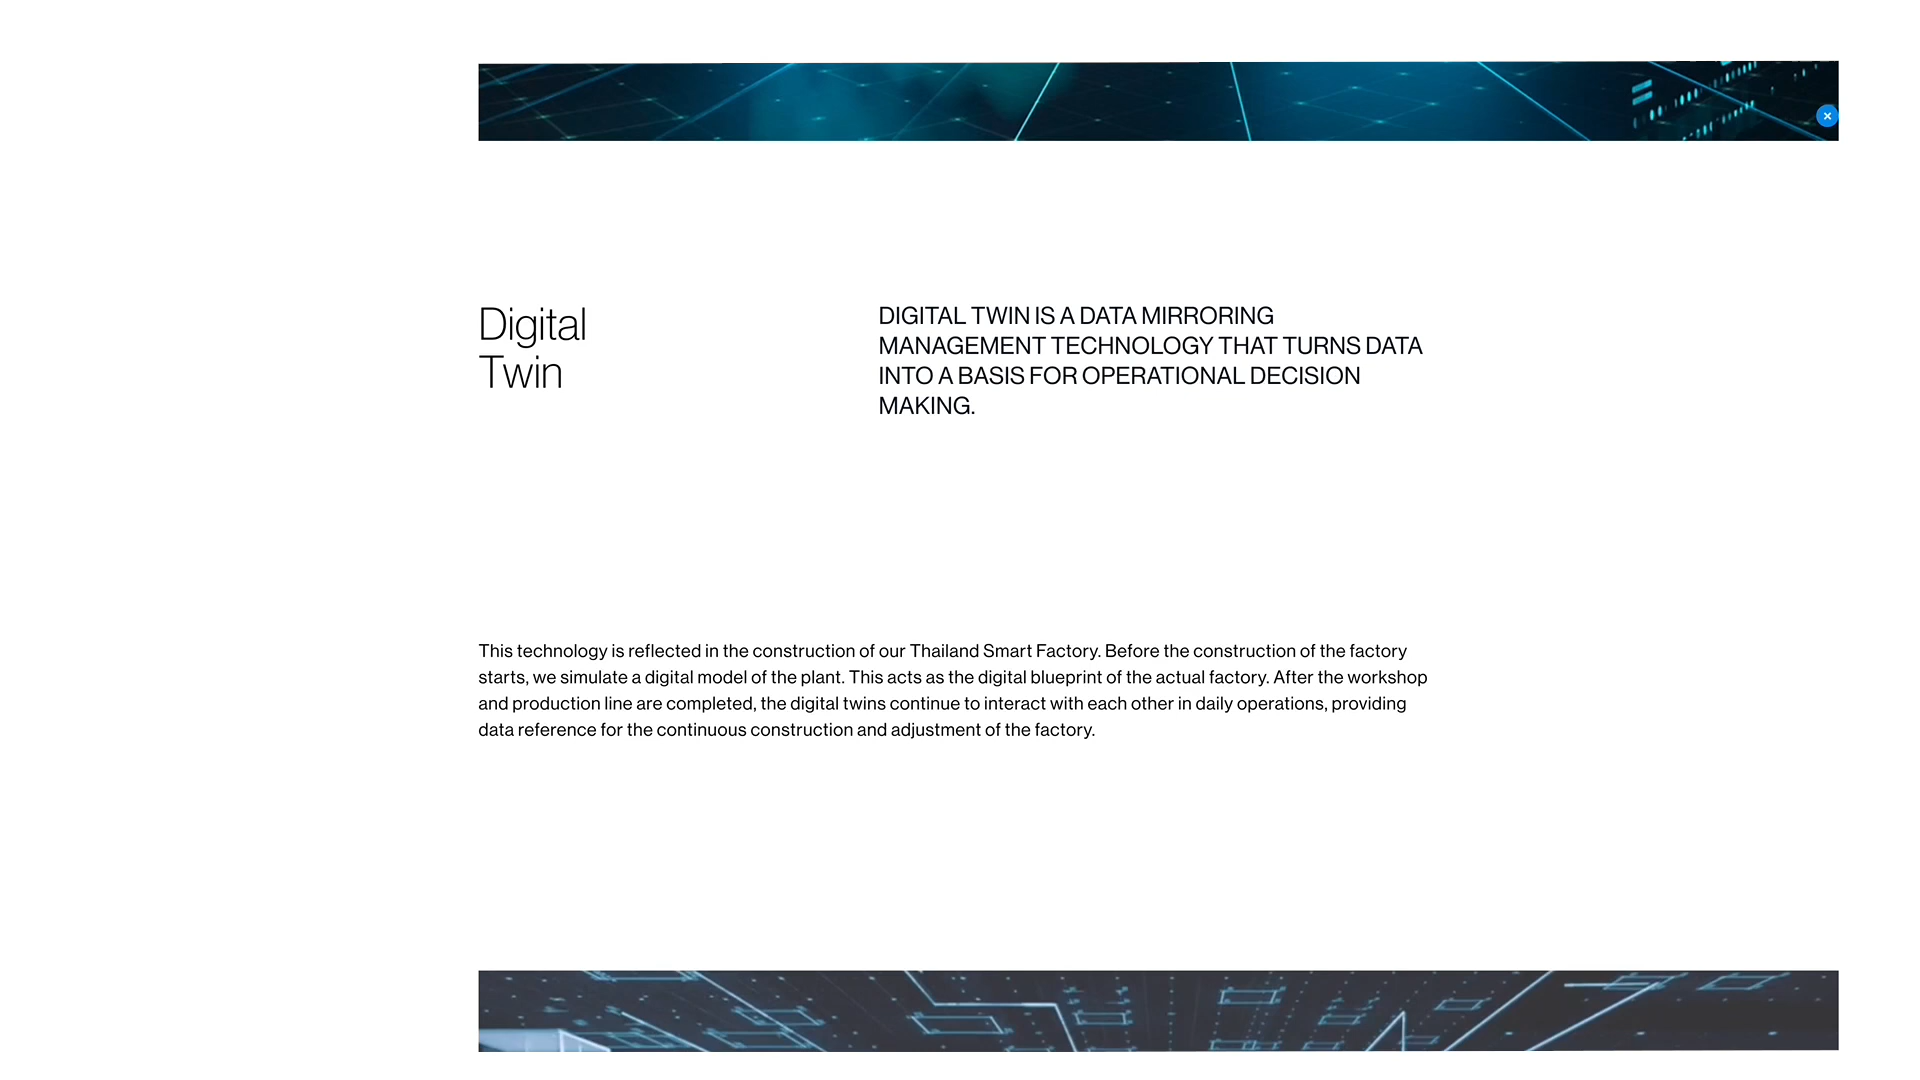 Digital
Twin
DIGITAL TWIN IS A DATA MIRRORING
MANAGEMENT TECHNOLOGY THAT TURNS DATA
INTO A BASIS FOR OPERATIONAL DECISION
MAKING.
This technology is reflected in the construction of our Thailand Smart Factory. Before the construction of the factory
starts, we simulate a digital model of the plant. This acts as the digital blueprint of the actual factory. After the workshop
and production line are completed, the digital twins continue to interact with each other in daily operations, providing
data reference for the continuous construction and adjustment of the factory.